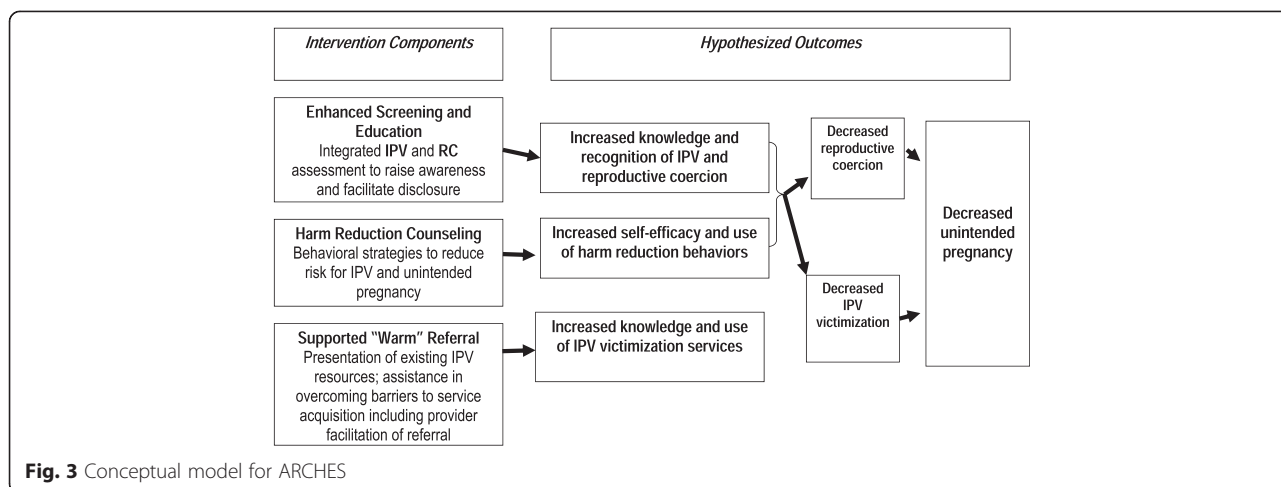 Intervention Components
Hypothesized Outcomes
Enhanced Screening and
Education
Integrated IPV and RC
assessment to raise awareness
and facilitate disclosure
Increased knowledge and
recognition of IPV and
reproductive coercion
Decreased
reproductive
coercion
Decreased
unintended
pregnancy
Harm Reduction Counseling
Behavioral strategies to reduce
risk for IPV and unintended
pregnancy
Increased self-efficacy and use
of harm reduction behaviors
Decreased
IPV
victimization
Supported “Warm” Referral
Presentation of existing IPV
resources; assistance in
overcoming barriers to service
acquisition including provider
facilitation of referral
Increased knowledge and use
of IPV victimization services
Fig. 3 Conceptual model for ARCHES